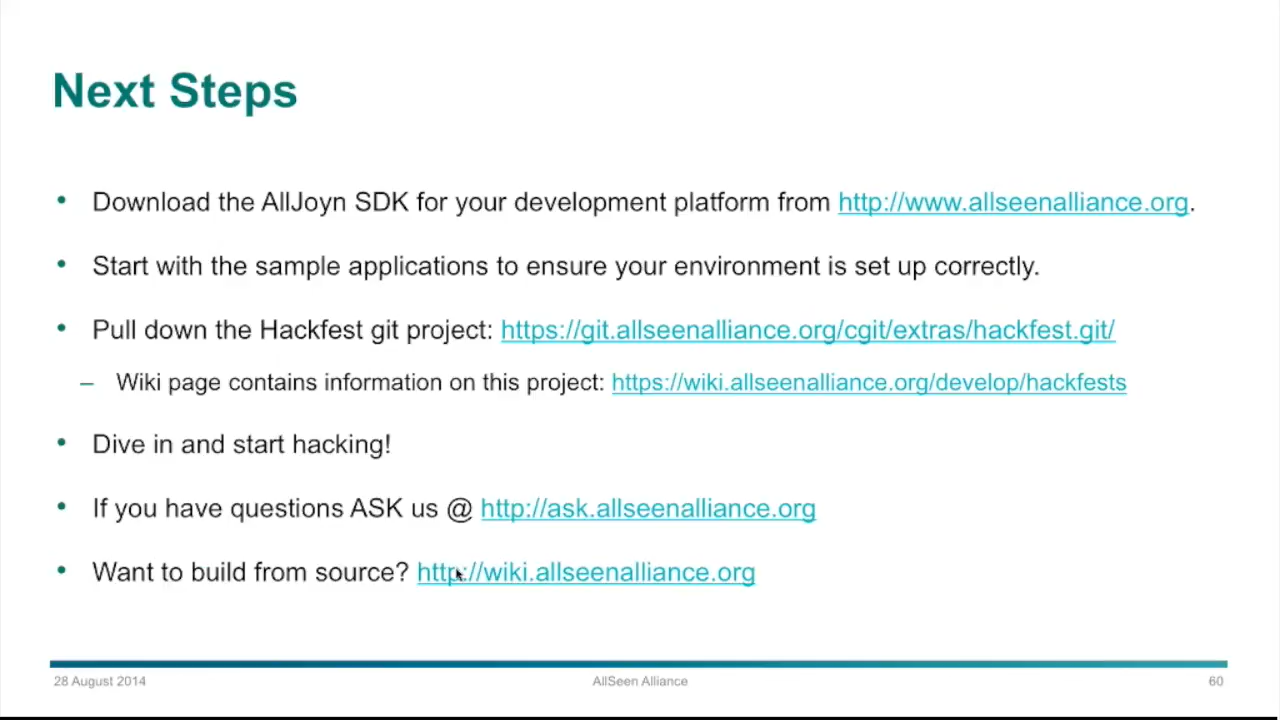 Next Steps
• Download the AllJoyn SDK for your development platform from http://www.allseenalliance.org.
• Start with the sample applications to ensure your environment is set up correctly.
• Pull down the Hackfest git project: https://git.allseenalliance.org/cgit/extras/hackfest.git/
– Wiki page contains information on this project: https://wiki.allseenalliance.org/develop/hackfests
• Dive in and start hacking!
• If you have questions ASK us @ http://ask.allseenalliance.org
• Want to build from source? http://wiki.allseenalliance.org
28 August 2014
AllSeen Alliance
60